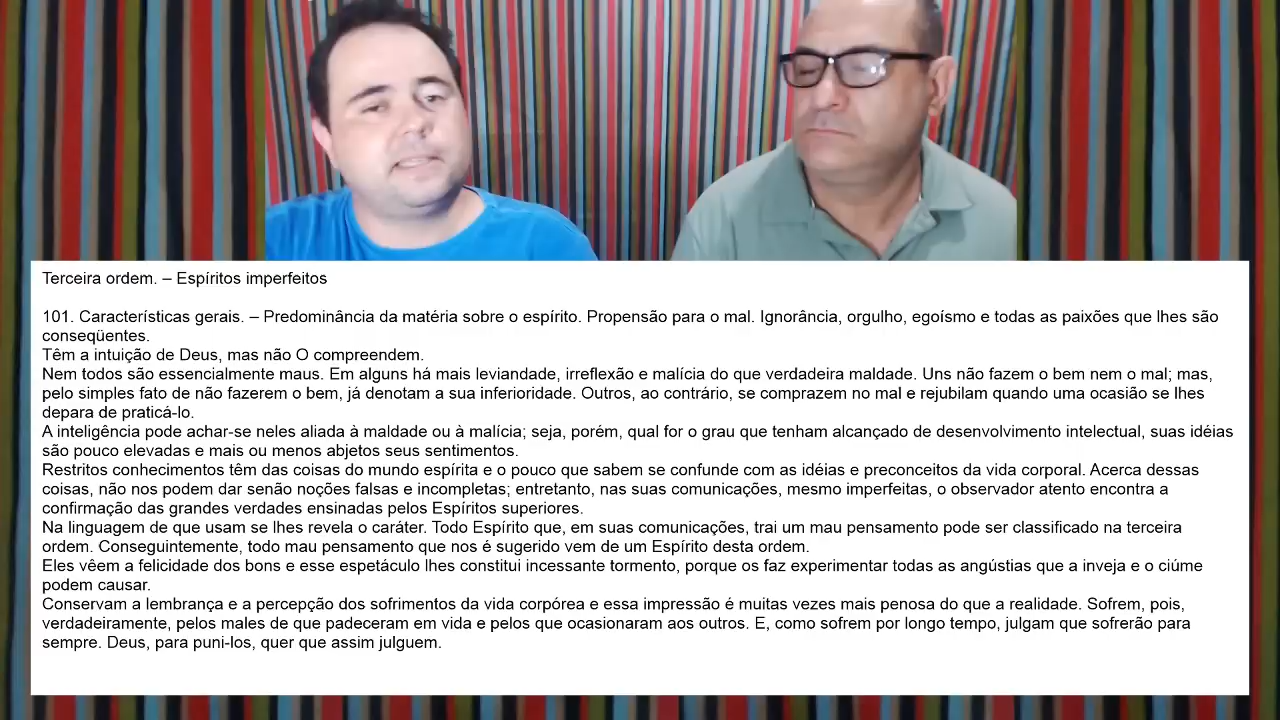 Terceira ordem. – Espíritos imperfeitos
101. Características gerais. – Predominância da matéria sobre o espírito. Propensão para o mal. Ignorância, orgulho, egoísmo e todas as paixões que lhes são
conseqüentes.
Têm a intuição de Deus, mas não O compreendem.
Nem todos são essencialmente maus. Em alguns há mais leviandade, irreflexão e malícia do que verdadeira maldade. Uns não fazem o bem nem o mal; mas,
pelo simples fato de não fazerem o bem, já denotam a sua inferioridade. Outros, ao contrário, se comprazem no mal e rejubilam quando uma ocasião se lhes
depara de praticá-lo.
A inteligência pode achar-se neles aliada à maldade ou à malícia; seja, porém, qual for o grau que tenham alcançado de desenvolvimento intelectual, suas idéias
são pouco elevadas e mais ou menos abjetos seus sentimentos.
Restritos conhecimentos têm das coisas do mundo espírita e o pouco que sabem se confunde com as idéias e preconceitos da vida corporal. Acerca dessas
coisas, não nos podem dar senão noções falsas e incompletas; entretanto, nas suas comunicações, mesmo imperfeitas, o observador atento encontra a
confirmação das grandes verdades ensinadas pelos Espíritos superiores.
Na linguagem de que usam se lhes revela o caráter. Todo Espírito que, em suas comunicações, trai um mau pensamento pode ser classificado na terceira
ordem. Conseguintemente, todo mau pensamento que nos é sugerido vem de um Espírito desta ordem.
Eles vêem a felicidade dos bons e esse espetáculo lhes constitui incessante tormento, porque os faz experimentar todas as angústias que a inveja e o ciúme
podem causar.
Conservam a lembrança e a percepção dos sofrimentos da vida corpórea e essa impressão é muitas vezes mais penosa do que a realidade. Sofrem, pois,
verdadeiramente, pelos males de que padeceram em vida e pelos que ocasionaram aos outros. E, como sofrem por longo tempo, julgam que sofrerão para
sempre. Deus, para puni-los, quer que assim julguem.